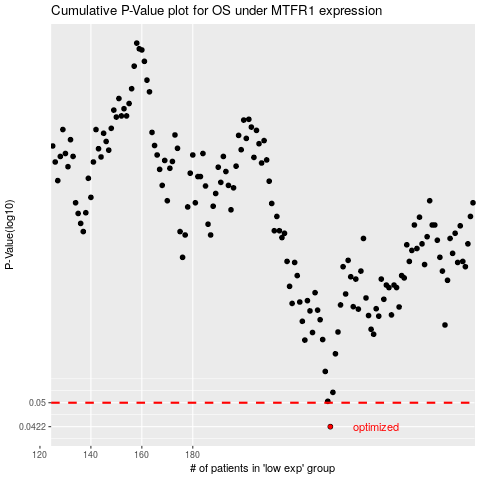 Cumulative P-Value plot for OS under MTFR1 expression
P-Value(log10)
0.05
0.0422
optimized
120 140 160 180
# of patients in 'low exp' group